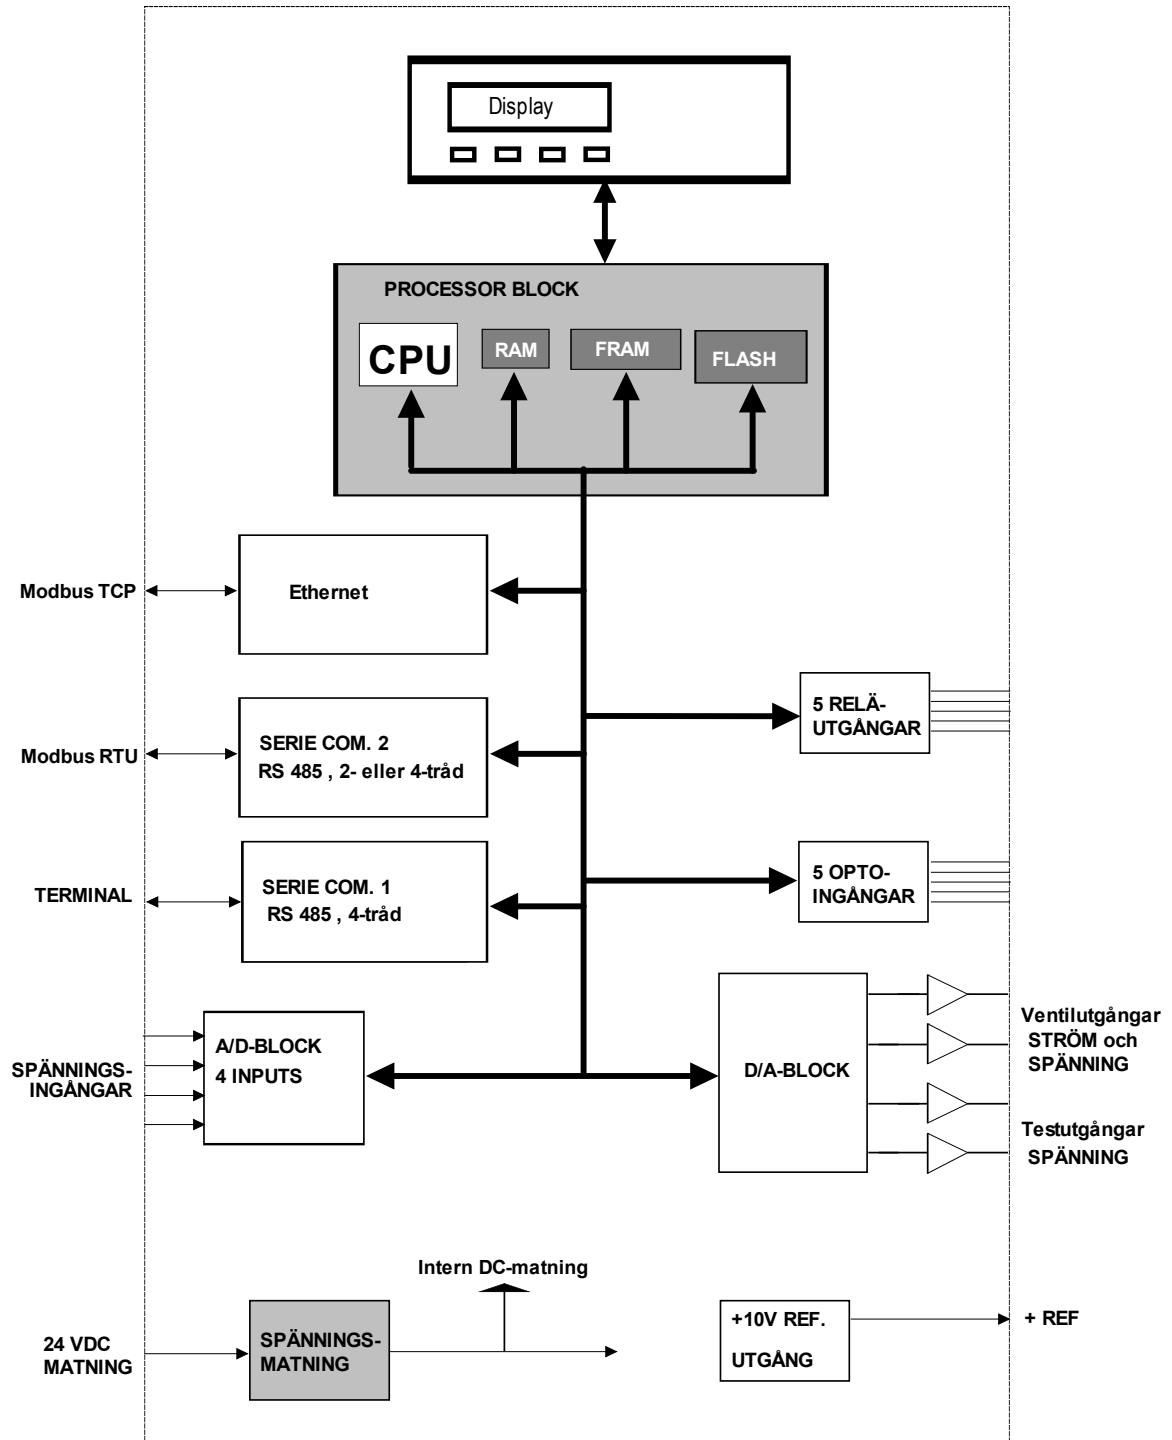 Display
PROCESSOR BLOCK
CPU
RAM
FRAM
FLASH
Modbus TCP
Ethernet
5 RELÄ-
UTGÅNGAR
Modbus RTU
SERIE COM. 2
RS 485 , 2- eller 4-tråd
TERMINAL
SERIE COM. 1
RS 485 , 4-tråd
5 OPTO-
INGÅNGAR
SPÄNNINGS-
INGÅNGAR
A/D-BLOCK
4 INPUTS
D/A-BLOCK
Ventilutgångar
STRÖM och
SPÄNNING
Testutgångar
SPÄNNING
Intern DC-matning
24 VDC
MATNING
SPÄNNINGS-
MATNING
+10V REF.
UTGÅNG
+ REF